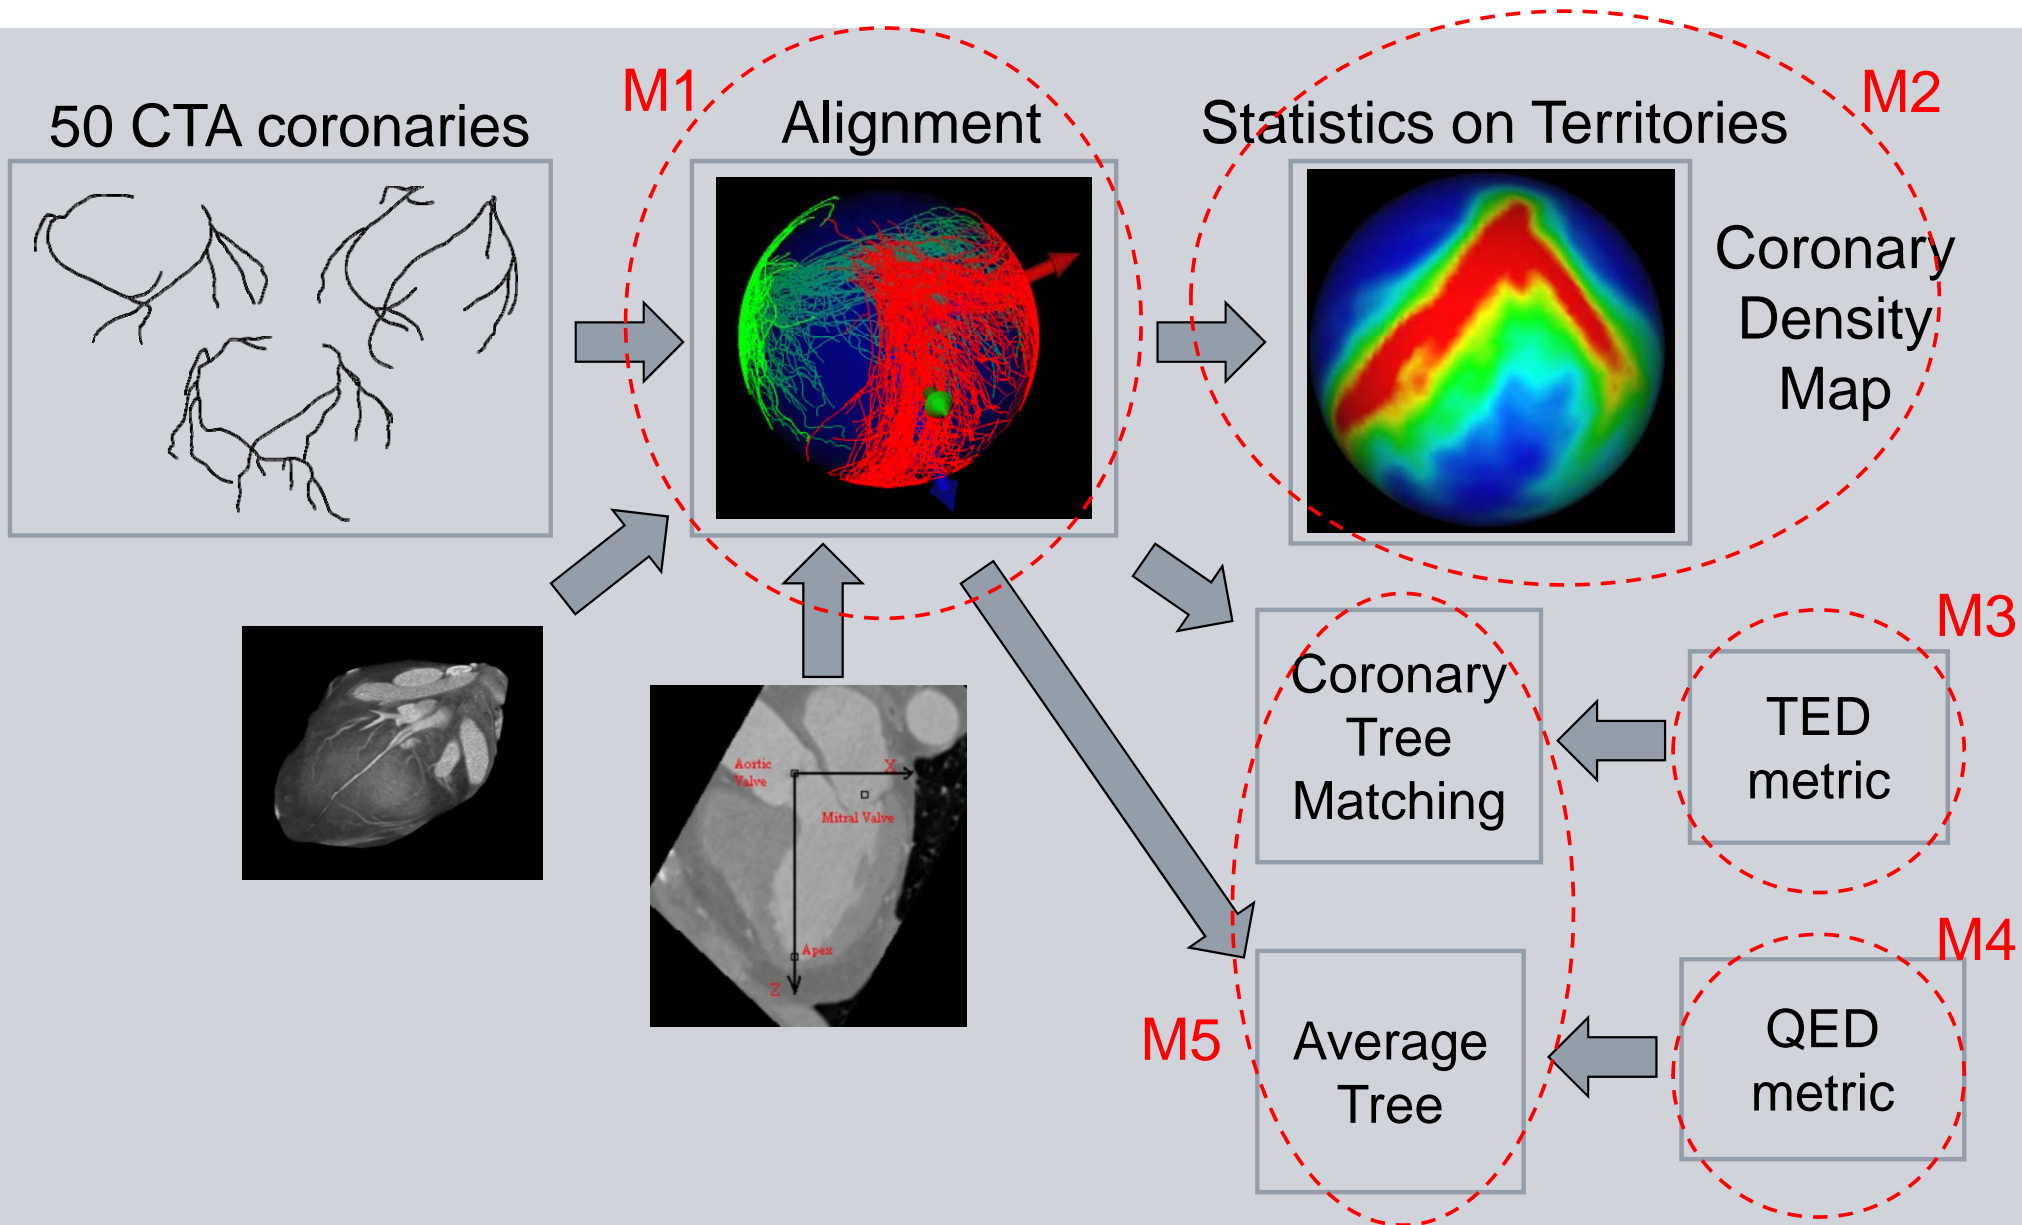 M1
M2
50 CTA coronaries
Alignment
Statistics on Territories
Coronary
Density
Map
M3
Coronary
Tree
Matching
TED
metric
Aortic
Valve
X
Mitral Valve
Apex
Z
M4
M5
Average
Tree
QED
metric